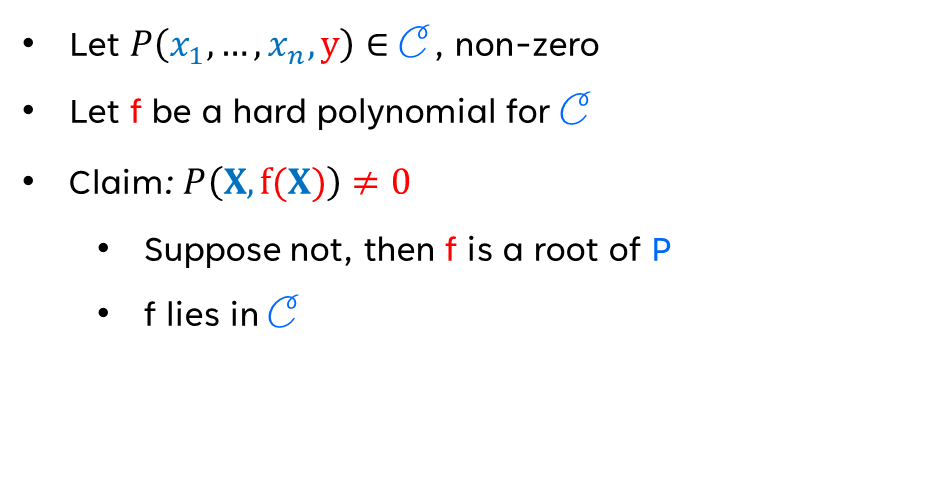 • Let P(x₁, …, xₙ, y) ∈ 𝒞, non-zero
• Let f be a hard polynomial for 𝒞
• Claim: P(X, f(X)) ≠ 0
• Suppose not, then f is a root of P
• f lies in 𝒞